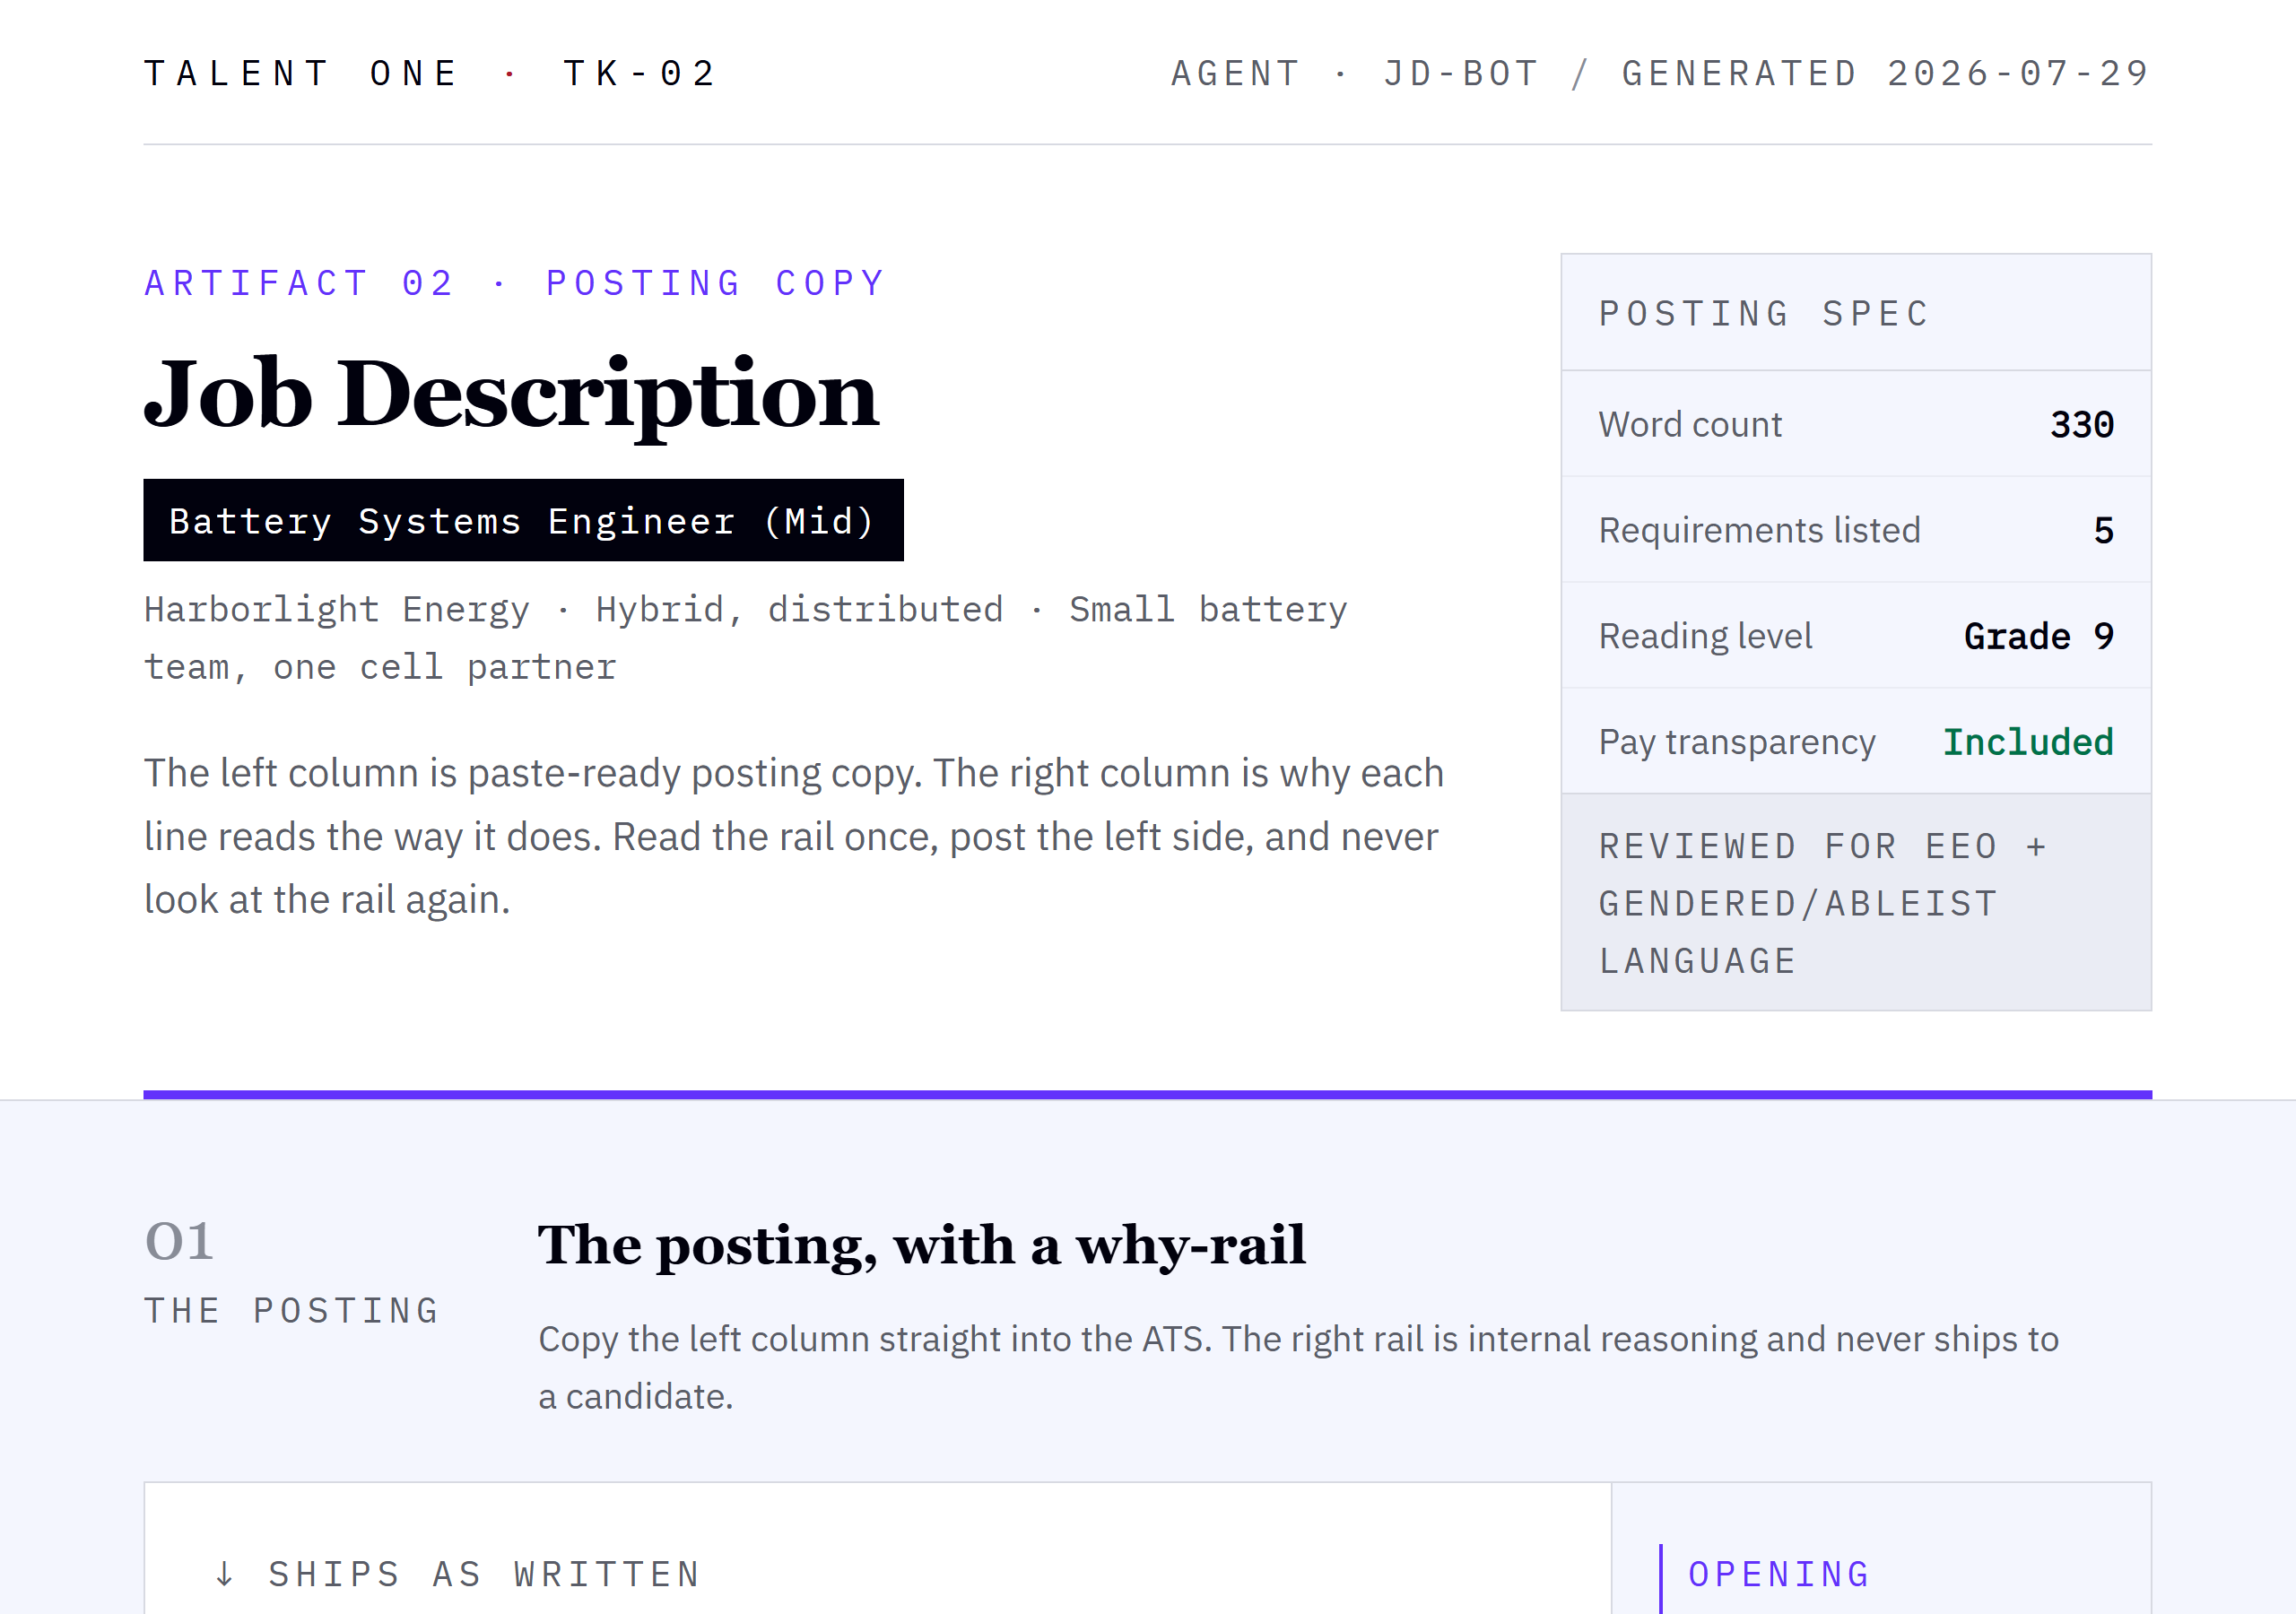 TALENT ONE · TK-02
AGENT · JD-BOT / GENERATED 2026-07-29
ARTIFACT 02 · POSTING COPY
Job Description
Battery Systems Engineer (Mid)
Harborlight Energy · Hybrid, distributed · Small battery
team, one cell partner
The left column is paste-ready posting copy. The right column is why each
line reads the way it does. Read the rail once, post the left side, and never
look at the rail again.
POSTING SPEC
Word count 330
Requirements listed 5
Reading level Grade 9
Pay transparency Included
REVIEWED FOR EEO +
GENDERED/ABLEIST
LANGUAGE
01
THE POSTING
The posting, with a why-rail
Copy the left column straight into the ATS. The right rail is internal reasoning and never ships to
a candidate.
↓ SHIPS AS WRITTEN
OPENING